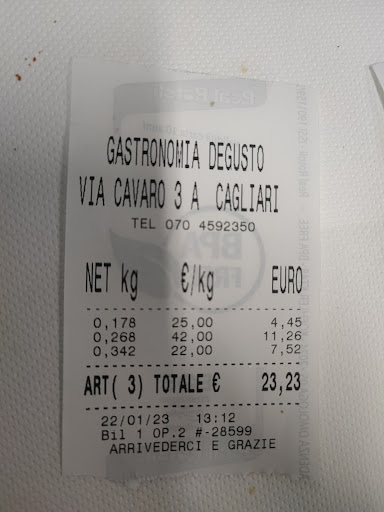 GASTRONOMIA DEGUSTO
VIA CAVARO 3 A CAGLIARI
TEL 070 4592350
NET kg €/kg EURO
0,178 25,00 4,45
0,268 42,00 11,26
0,342 22,00 7,52
ART( 3) TOTALE € 23,23
22/01/23 13:12
Bil 1 OP.2 #-28599
ARRIVEDERCI E GRAZIE